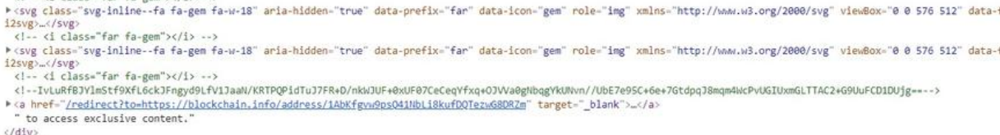 ▶<svg class="svg-inline--fa fa-gem fa-w-18" aria-hidden="true" data-prefix="far" data-icon="gem" role="img" xmlns="http://www.w3.org/2000/svg" viewBox="0 0 576 512" data-f
i2svg>…</svg>
<!-- <i class="far fa-gem"></i> -->
▶<svg class="svg-inline--fa fa-gem fa-w-18" aria-hidden="true" data-prefix="far" data-icon="gem" role="img" xmlns="http://www.w3.org/2000/svg" viewBox="0 0 576 512" data-f
i2svg>…</svg>
<!-- <i class="far fa-gem"></i> -->
<!--IvLuRfBJYlmStf9XfL6ckJFngyd9LfV1JaaN/KRTPQPidTuJ7FR+D/nkWJUF+0xUF07CeCeqYfxq+OJVVa0gNbqgYkUNvn//UbE7e9SC+6e+7GtdpqJ8mqm4WcPvUGIUxmGLTTAC2+G9UuFCD1DUjg==-->
▶<a href="/redirect?to=https://blockchain.info/address/1AbKfgvw9psQ41NbLi8kufDQTezwG8DRZm" target="_blank">…</a>
" to access exclusive content."
</div>